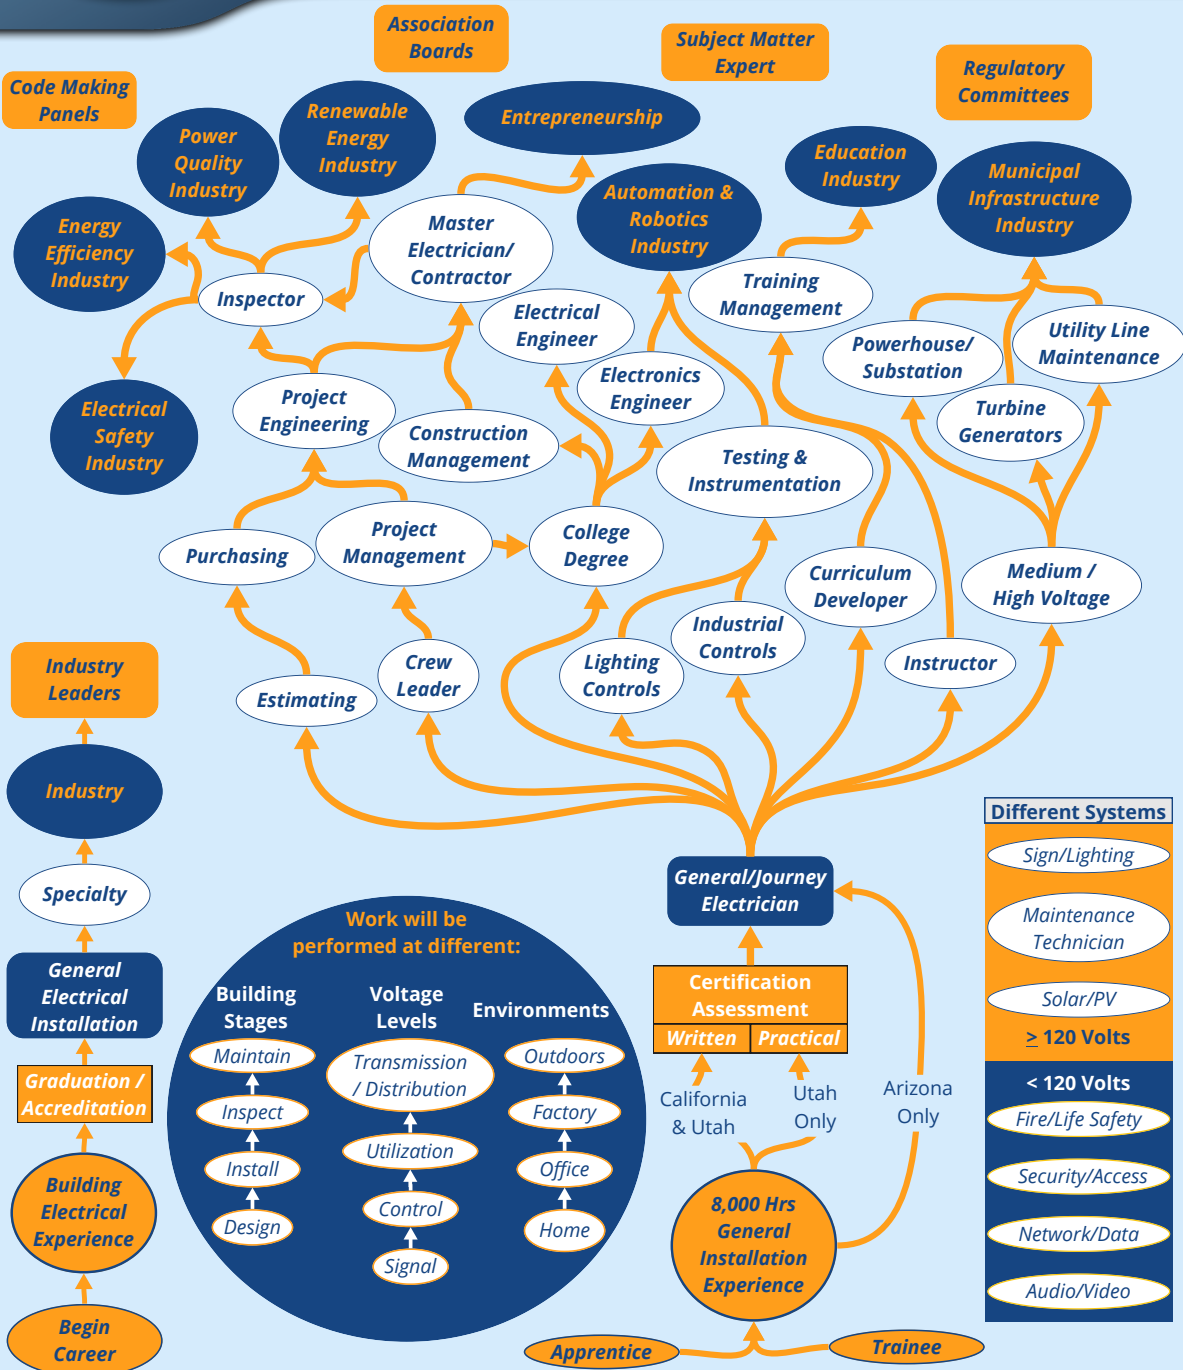 Association
Boards
Subject Matter
Expert
Regulatory
Committees
Code Making
Panels
Power
Quality
Industry
Renewable
Energy
Industry
Entrepreneurship
Education
Industry
Municipal
Infrastructure
Industry
Automation &
Robotics
Industry
Energy
Efficiency
Industry
Master
Electrician/
Contractor
Inspector
Training
Management
Electrical
Engineer
Powerhouse/
Substation
Utility Line
Maintenance
Electrical
Safety
Industry
Project
Engineering
Electronics
Engineer
Turbine
Generators
Construction
Management
Testing &
Instrumentation
Purchasing
Project
Management
College
Degree
Curriculum
Developer
Medium /
High Voltage
Industrial
Controls
Crew
Leader
Lighting
Controls
Instructor
Estimating
Industry
Leaders
Industry
Specialty
General
Electrical
Installation
Graduation /
Accreditation
Building
Electrical
Experience
Begin
Career
Work will be
performed at different:
Building
Stages
Maintain
Inspect
Install
Design
Voltage
Levels
Transmission
/ Distribution
Utilization
Control
Signal
Environments
Outdoors
Factory
Office
Home
General/Journey
Electrician
Certification
Assessment
Written
Practical
California
& Utah
Utah
Only
Arizona
Only
8,000 Hrs
General
Installation
Experience
Apprentice
Trainee
Different Systems
Sign/Lighting
Maintenance
Technician
Solar/PV
≥ 120 Volts
< 120 Volts
Fire/Life Safety
Security/Access
Network/Data
Audio/Video